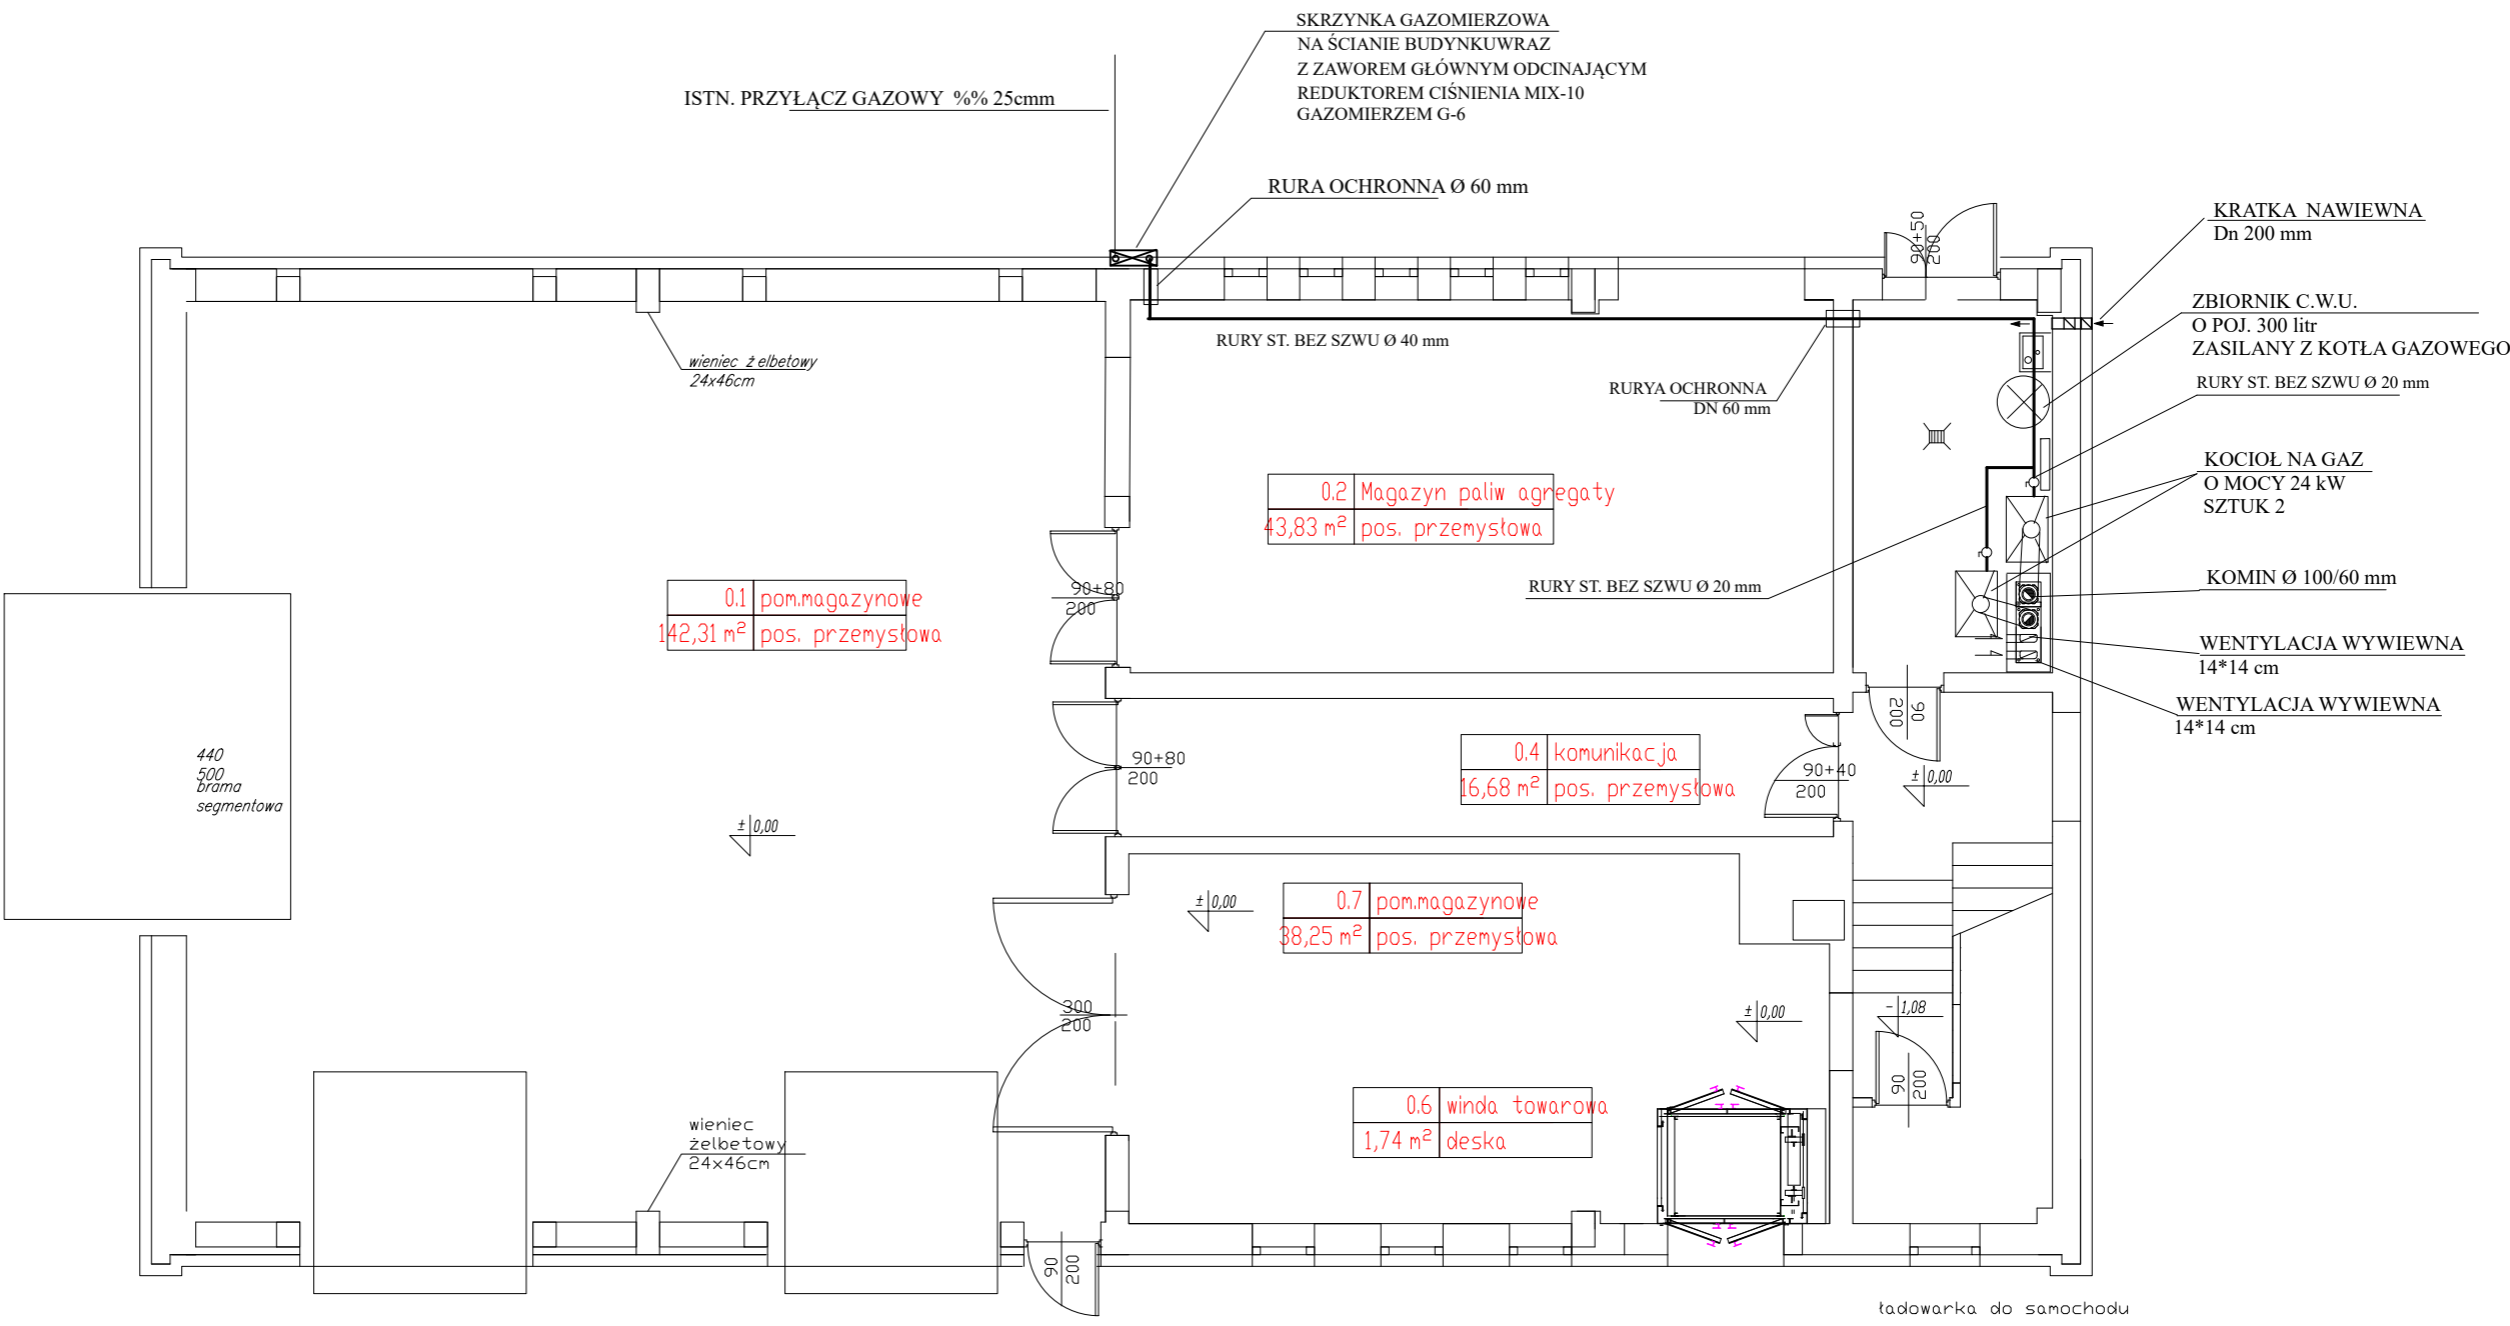 SKRZYNKA GAZOMIERZOWA
NA ŚCIANIE BUDYNKUWRAZ
Z ZAWOREM GŁÓWNYM ODCINAJĄCYM
REDUKTOREM CIŚNIENIA MIX-10
GAZOMIERZEM G-6
ISTN. PRZYŁĄCZ GAZOWY %% 25cmm
RURA OCHRONNA Ø 60 mm
KRATKA NAWIEWNA
Dn 200 mm
90+50
200
ZBIORNIK C.W.U.
O POJ. 300 litr
ZASILANY Z KOTŁA GAZOWEGO
RURY ST. BEZ SZWU Ø 40 mm
wieniec żelbetowy
24x46cm
RURYA OCHRONNA
DN 60 mm
RURY ST. BEZ SZWU Ø 20 mm
KOCIOŁ NA GAZ
O MOCY 24 kW
SZTUK 2
0.2 Magazyn paliw agregaty
43,83 m² pos. przemysłowa
0.1 pom.magazynowe
142,31 m² pos. przemysłowa
90+80
200
RURY ST. BEZ SZWU Ø 20 mm
KOMIN Ø 100/60 mm
WENTYLACJA WYWIEWNA
14*14 cm
WENTYLACJA WYWIEWNA
14*14 cm
90
200
440
500
brama
segmentowa
90+80
200
0.4 komunikacja
16,68 m² pos. przemysłowa
90+40
200
± 0,00
± 0,00
± 0,00
0.7 pom.magazynowe
38,25 m² pos. przemysłowa
300
200
± 0,00
- 1,08
90
200
wieniec
żelbetowy
24x46cm
0.6 winda towarowa
1,74 m² deska
90
200
ładowarka do samochodu